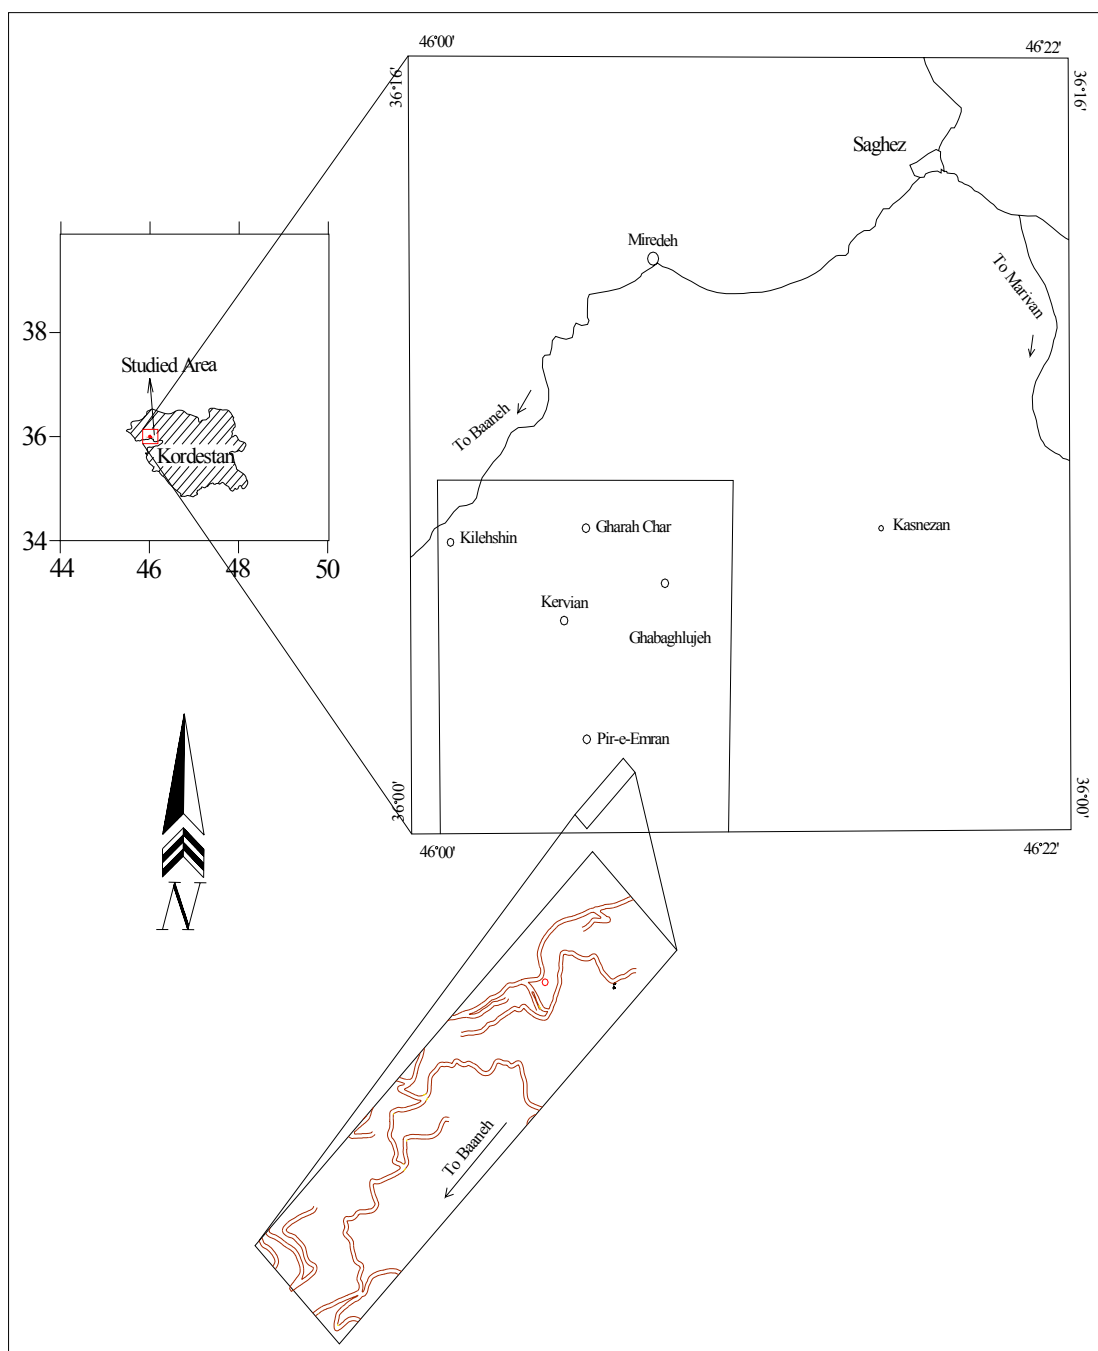 46°00'
46°22'
36°16'
36°16'
Saghez
Miredeh
To Marivan
38
Studied Area
To Baaneh
36
Kordestan
Gharah Char
Kasnezan
Kilehshin
34
44
46
48
50
Kervian
Ghabaghlujeh
Pir-e-Emran
36°00'
36°00'
46°00'
46°22'
N
To Baaneh